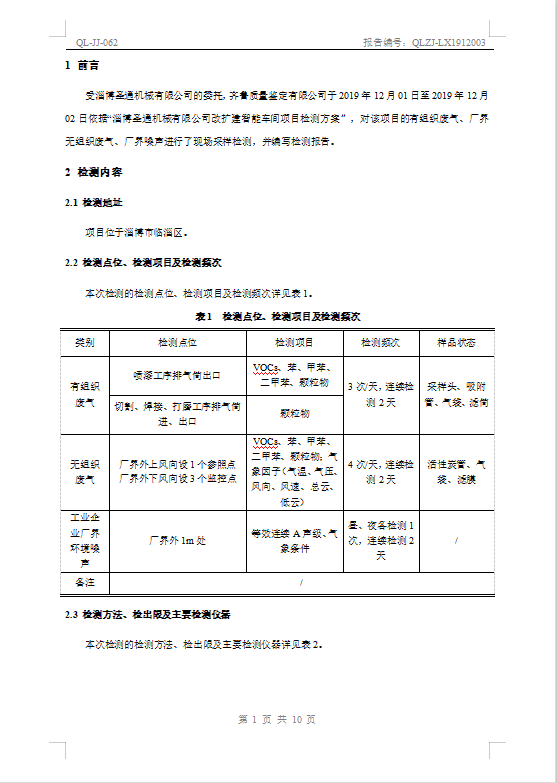 QL-JJ-062 报告编号：QLZJ-LX1912003
1 前言
受淄博圣通机械有限公司的委托，齐鲁质量鉴定有限公司于 2019 年 12 月 01 日至 2019 年 12 月
02 日依据“淄博圣通机械有限公司改扩建智能车间项目检测方案”，对该项目的有组织废气、厂界
无组织废气、厂界噪声进行了现场采样检测，并编写检测报告。
2 检测内容
2.1 检测地址
项目位于淄博市临淄区。
2.2 检测点位、检测项目及检测频次
本次检测的检测点位、检测项目及检测频次详见表 1。
表 1 检测点位、检测项目及检测频次
类别 检测点位 检测项目 检测频次 样品状态
有组织
废气
喷漆工序排气筒出口
VOCs、苯、甲苯、
二甲苯、颗粒物
切割、焊接、打磨工序排气筒
进、出口
颗粒物
3 次/天，连续检
测 2 天
采样头、吸附
管、气袋、滤筒
无组织
废气
厂界外上风向设 1 个参照点
厂界外下风向设 3 个监控点
VOCs、苯、甲苯、
二甲苯、颗粒物；气
象因子（气温、气压、
风向、风速、总云、
低云）
4 次/天，连续检
测 2 天
活性炭管、气
袋、滤膜
工业企
业厂界
环境噪
声
厂界外 1m 处
等效连续 A 声级、气
象条件
昼、夜各检测 1
次，连续检测 2
天
/
备注 /
2.3 检测方法、检出限及主要检测仪器
本次检测的检测方法、检出限及主要检测仪器详见表 2。
第 1 页 共 10 页